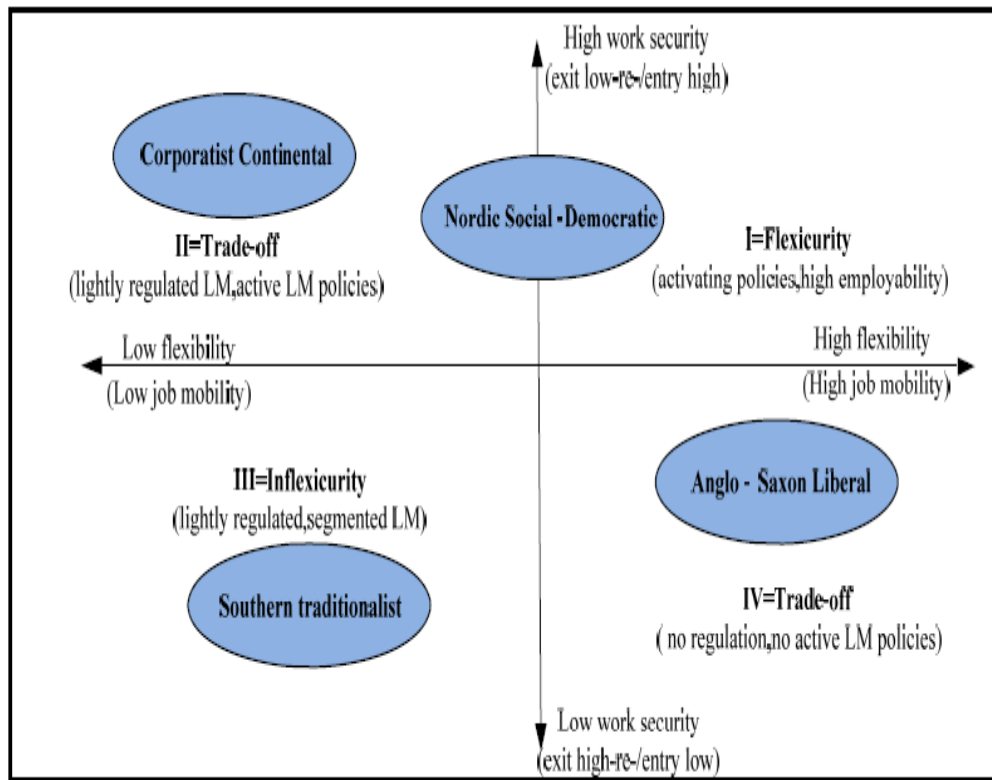 High work security
(exit low-re-/entry high)
Corporatist Continental
Nordic Social -Democratic
II=Trade-off
(lightly regulated LM,active LM policies)
I=Flexicurity
(activating policies,high employability)
Low flexibility
(Low job mobility)
High flexibility
(High job mobility)
III=Inflexicurity
(lightly regulated,segmented LM)
Anglo - Saxon Liberal
Southern traditionalist
IV=Trade-off
( no regulation,no active LM policies)
Low work security
(exit high-re-/entry low)